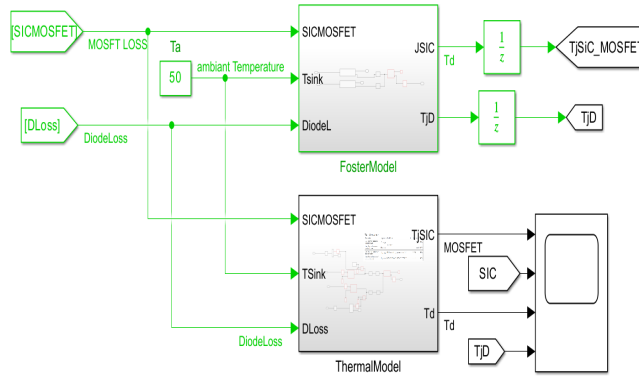 [SICMOSFET]
MOSFT LOSS
Ta
50
ambiant Temperature
[DLoss]
DiodeLoss
SICMOSFET
Tsink
DiodeL
JSIC
TjD
FosterModel
Td
1
z
1
z
TjSiC_MOSFET
TjD
SICMOSFET
TSink
DLoss
DiodeLoss
TjSIC
Td
ThermalModel
MOSFET
SIC
Td
TjD